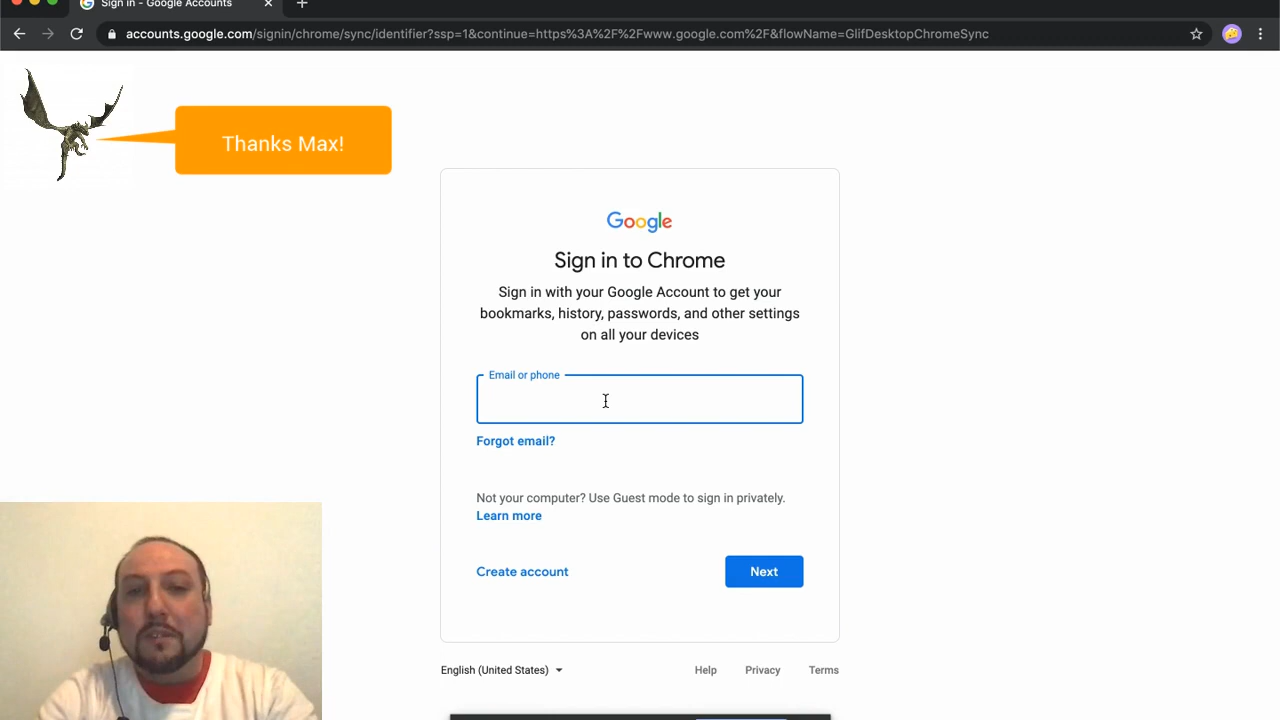 Sign in - Google Accounts
accounts.google.com/signin/chrome/sync/identifier?ssp=1&continue=https%3A%2F%2Fwww.google.com%2F&flowName=GlifDesktopChromeSync
Thanks Max!
Google
Sign in to Chrome
Sign in with your Google Account to get your
bookmarks, history, passwords, and other settings
on all your devices
Email or phone
Forgot email?
Not your computer? Use Guest mode to sign in privately.
Learn more
Create account
Next
English (United States)
Help
Privacy
Terms